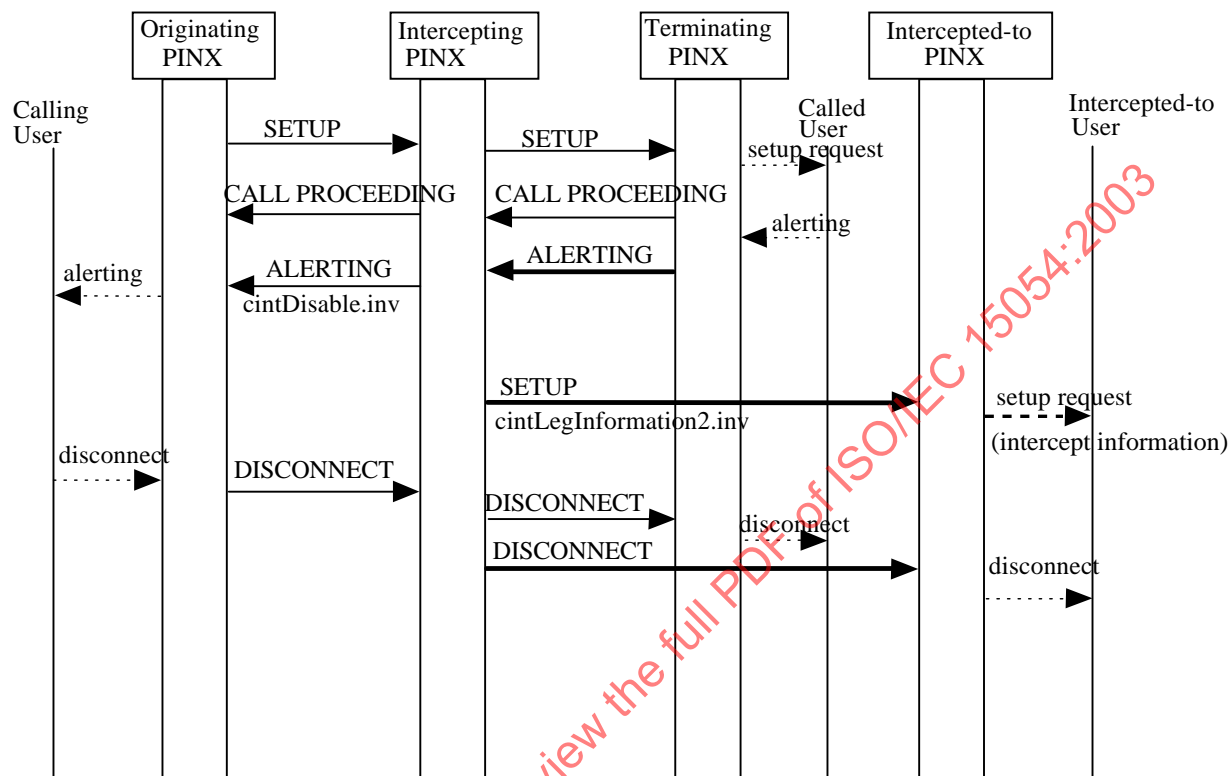 Originating
PINX
Intercepting
PINX
Terminating
PINX
Intercepted-to
PINX
Calling
User
Called
User
Intercepted-to
User
SETUP
SETUP
setup request
CALL PROCEEDING
CALL PROCEEDING
alerting
ALERTING
alerting
ALERTING
cintDisable.inv
SETUP
cintLegInformation2.inv
setup request
(intercept information)
disconnect
DISCONNECT
DISCONNECT
disconnect
DISCONNECT
disconnect
view the full PDF of ISO/IEC 15054:2003